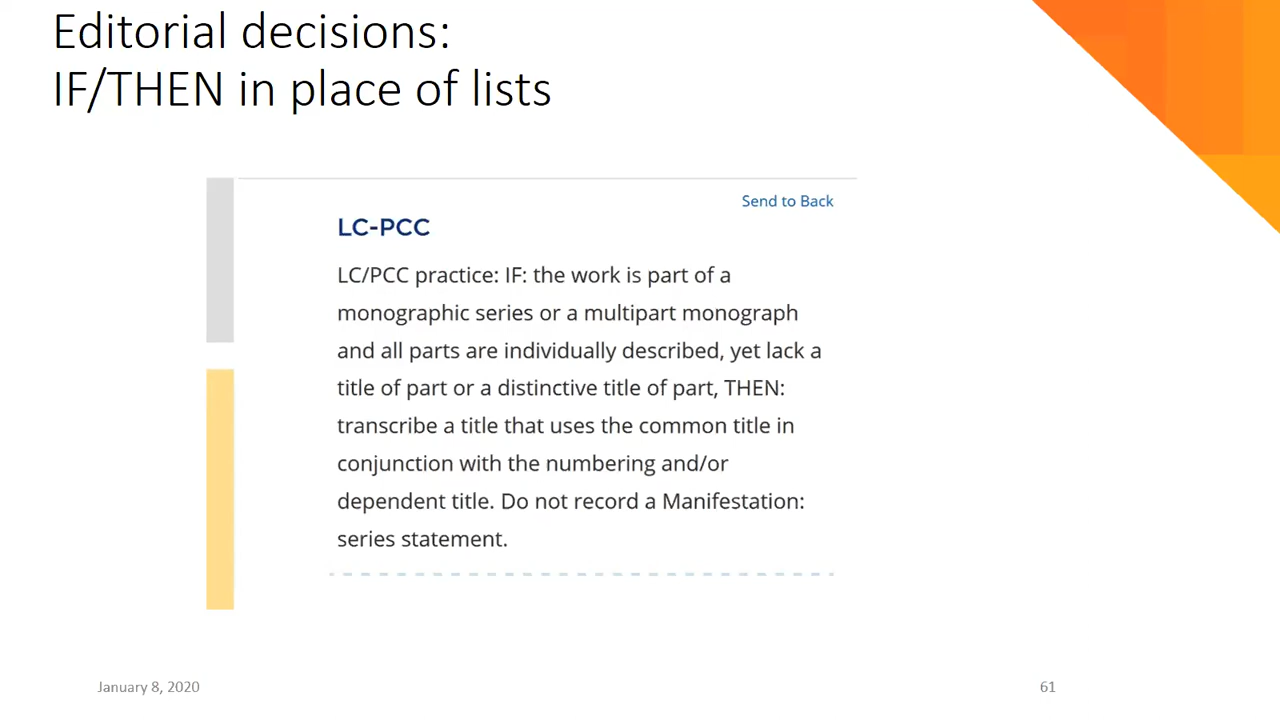 Editorial decisions:
IF/THEN in place of lists
Send to Back
LC-PCC
LC/PCC practice: IF: the work is part of a
monographic series or a multipart monograph
and all parts are individually described, yet lack a
title of part or a distinctive title of part, THEN:
transcribe a title that uses the common title in
conjunction with the numbering and/or
dependent title. Do not record a Manifestation:
series statement.
January 8, 2020
61